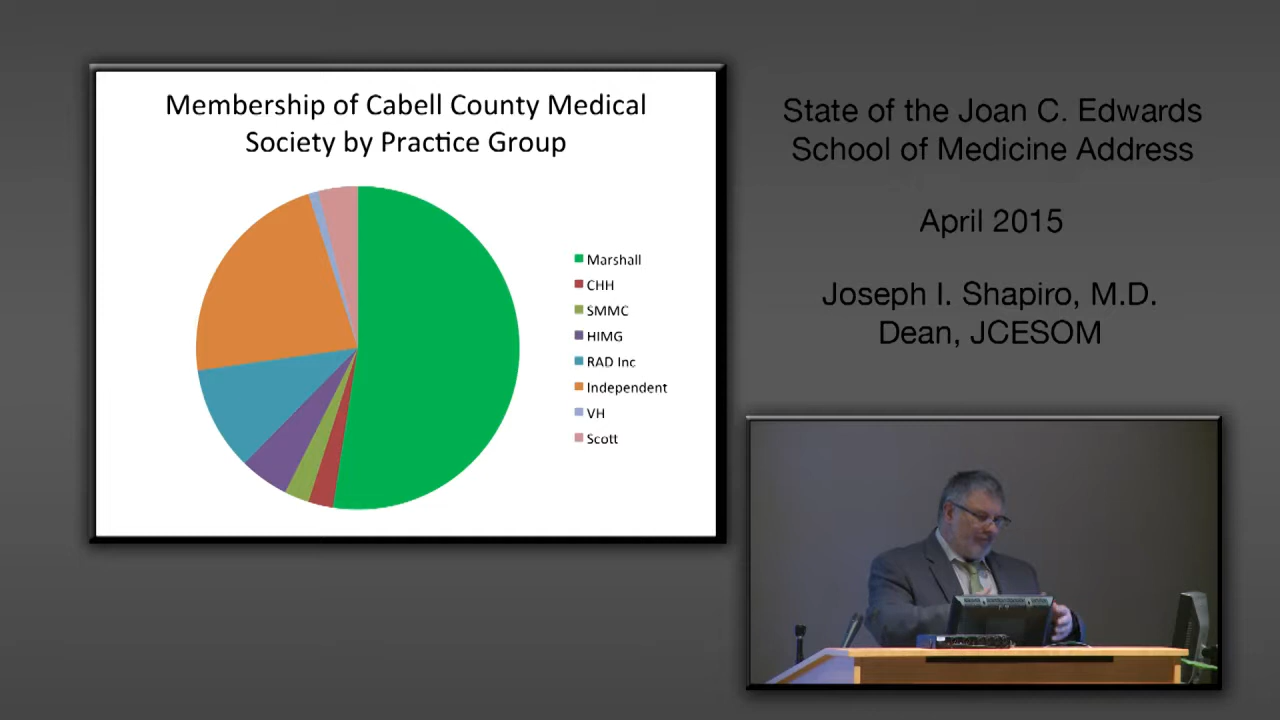 Membership of Cabell County Medical
Society by Practice Group
Marshall
CHH
SMMC
HIMG
RAD Inc
Independent
VH
Scott
State of the Joan C. Edwards
School of Medicine Address
April 2015
Joseph I. Shapiro, M.D.
Dean, JCESOM